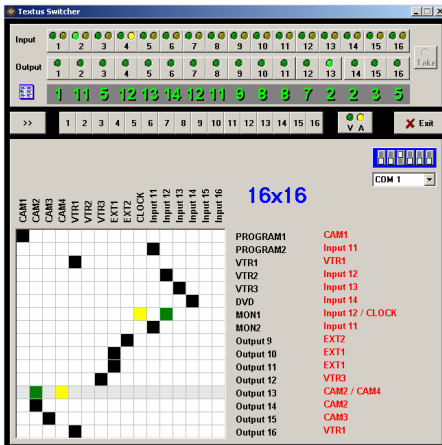 Textus Switcher
Input
1 2 3 4 5 6 7 8 9 10 11 12 13 14 15 16
Output
1 2 3 4 5 6 7 8 9 10 11 12 13 14 15 16
Take
1 11 5 12 13 14 12 11 9 8 8 7 2 2 3 5
>> 1 2 3 4 5 6 7 8 9 10 11 12 13 14 15 16 V A Exit
COM 1
16x16
CAM1 CAM2 CAM3 CAM4 VTR1 VTR2 VTR3 EXT1 EXT2 CLOCK Input 11 Input 12 Input 13 Input 14 Input 15 Input 16
PROGRAM1 CAM1
PROGRAM2 Input 11
VTR1 VTR1
VTR2 Input 12
VTR3 Input 13
DVD Input 14
MON1 Input 12 / CLOCK
MON2 Input 11
Output 9 EXT2
Output 10 EXT1
Output 11 EXT1
Output 12 VTR3
Output 13 CAM2 / CAM4
Output 14 CAM2
Output 15 CAM3
Output 16 VTR1